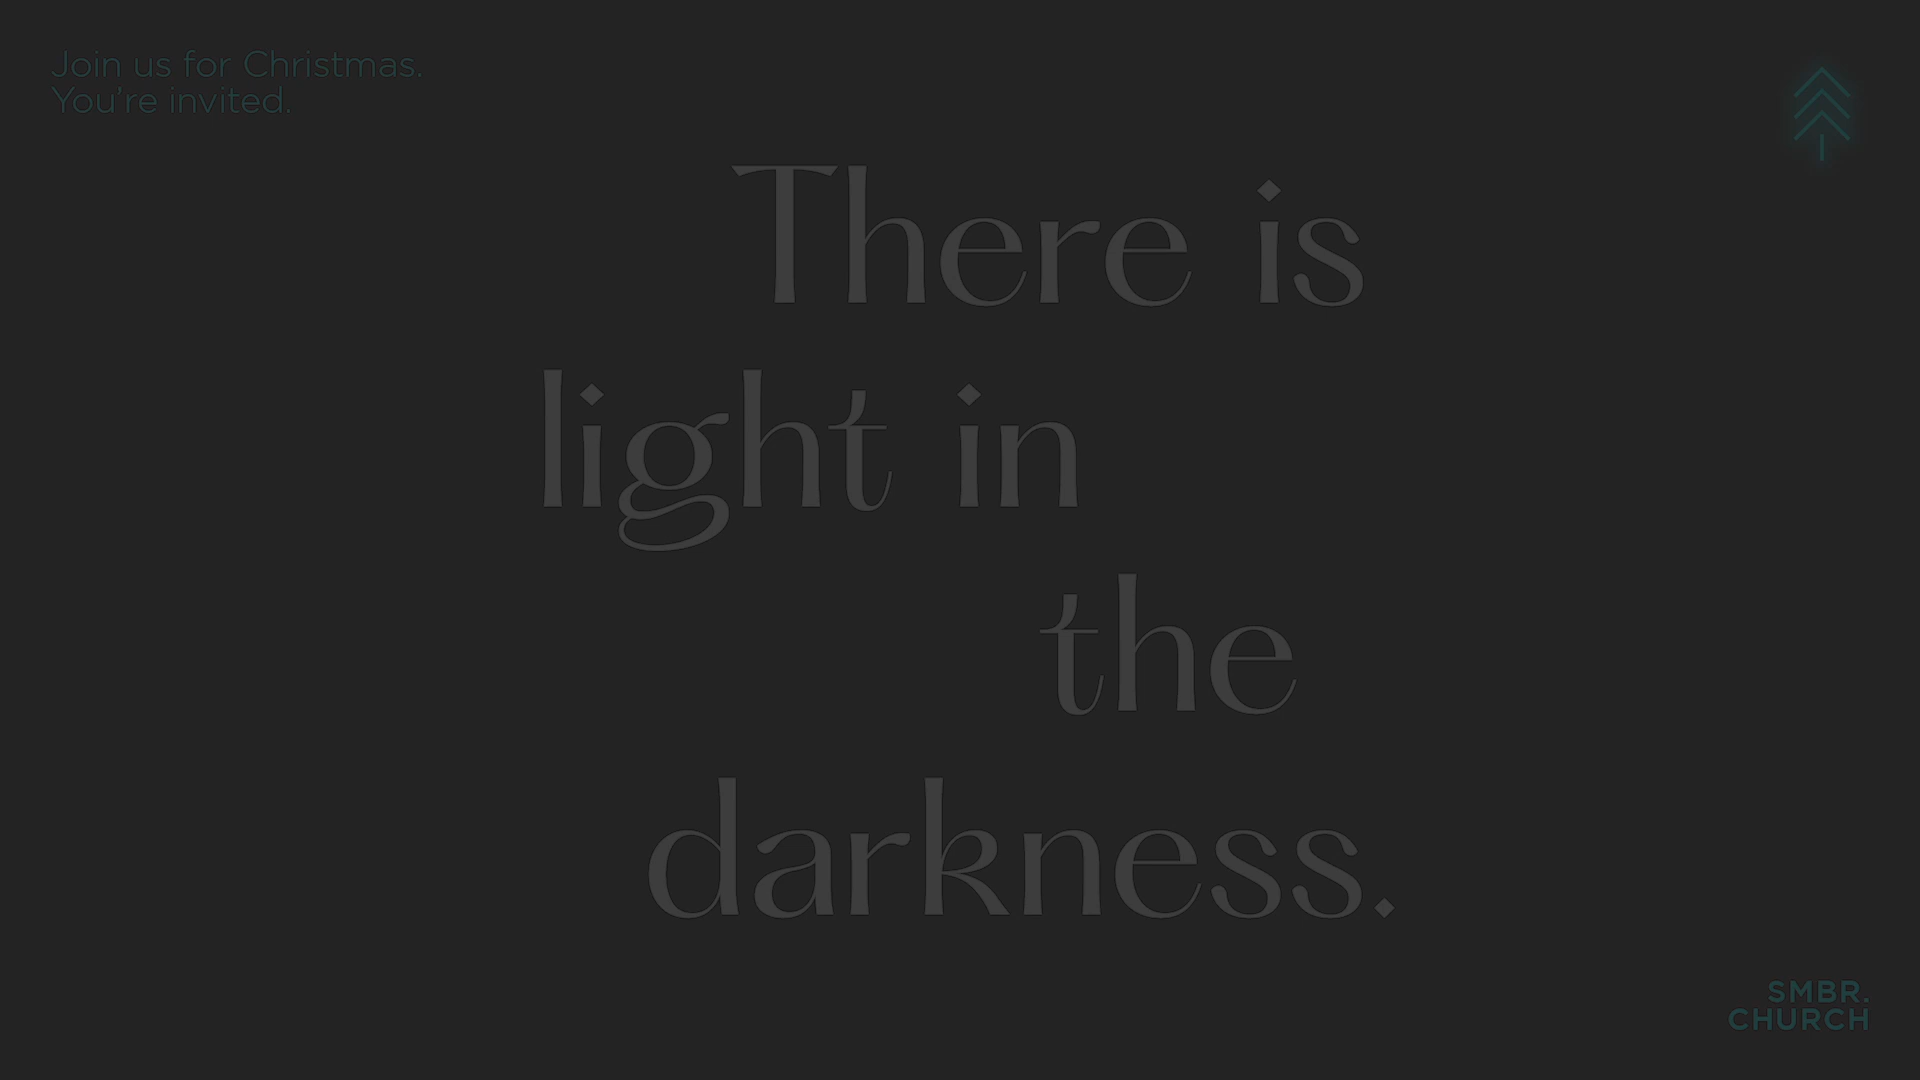 Join us for Christmas.
You're invited.
There is
light in
the
darkness.
SMBR.
CHURCH